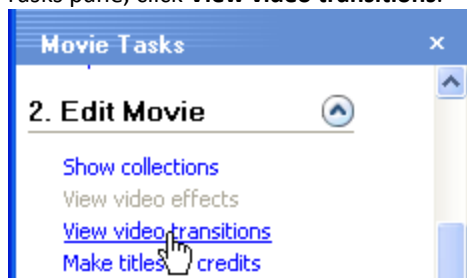 Tasks pane, click View video transitions.
Movie Tasks
2. Edit Movie
Show collections
View video effects
View video transitions
Make titles credits